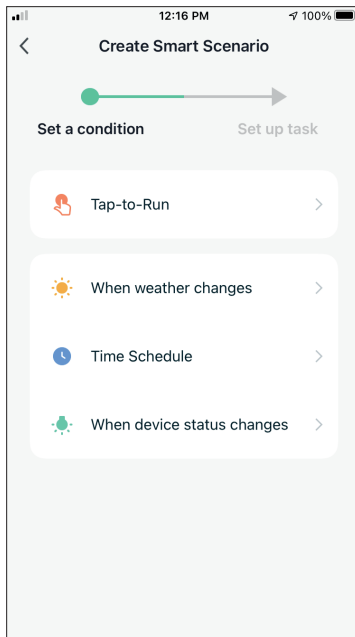 12:16 PM 100%
Create Smart Scenario
Set a condition Set up task
Tap-to-Run
When weather changes
Time Schedule
When device status changes